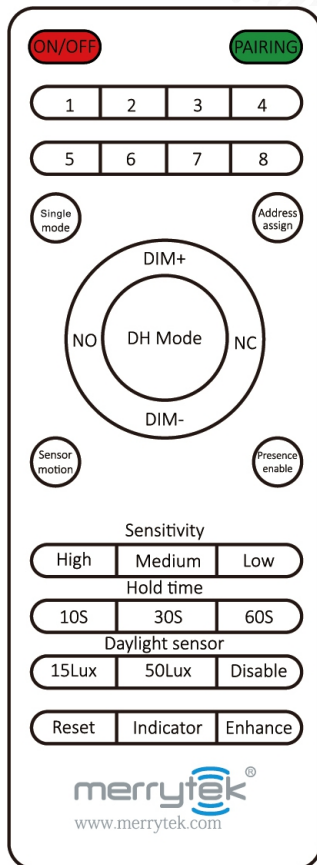 ON/OFF PAIRING
1 2 3 4
5 6 7 8
Single
mode
Address
assign
DIM+
NO DH Mode NC
DIM-
Sensor
motion
Presence
enable
Sensitivity
High Medium Low
Hold time
10S 30S 60S
Daylight sensor
15Lux 50Lux Disable
Reset Indicator Enhance
merrytek®
www.merrytek.com